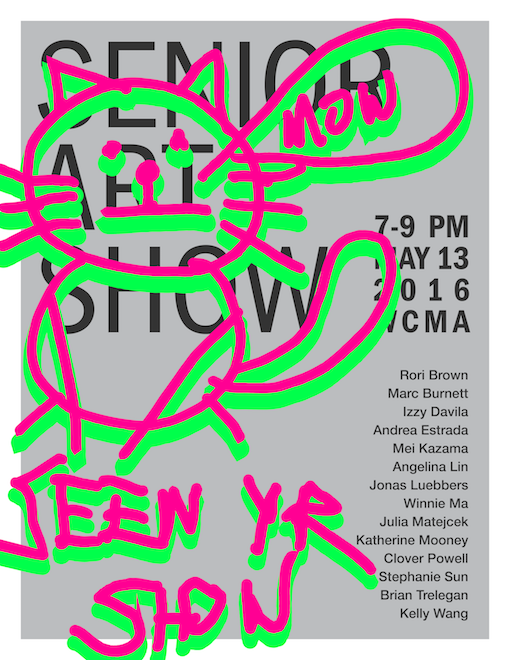 SENIOR
ART
SHOW
MOW
7-9 PM
MAY 13
2016
WCMA
Rori Brown
Marc Burnett
Izzy Davila
Andrea Estrada
Mei Kazama
Angelina Lin
Jonas Luebbers
Winnie Ma
Julia Matejcek
Katherine Mooney
Clover Powell
Stephanie Sun
Brian Trelegan
Kelly Wang
SEEN YR
SHOW